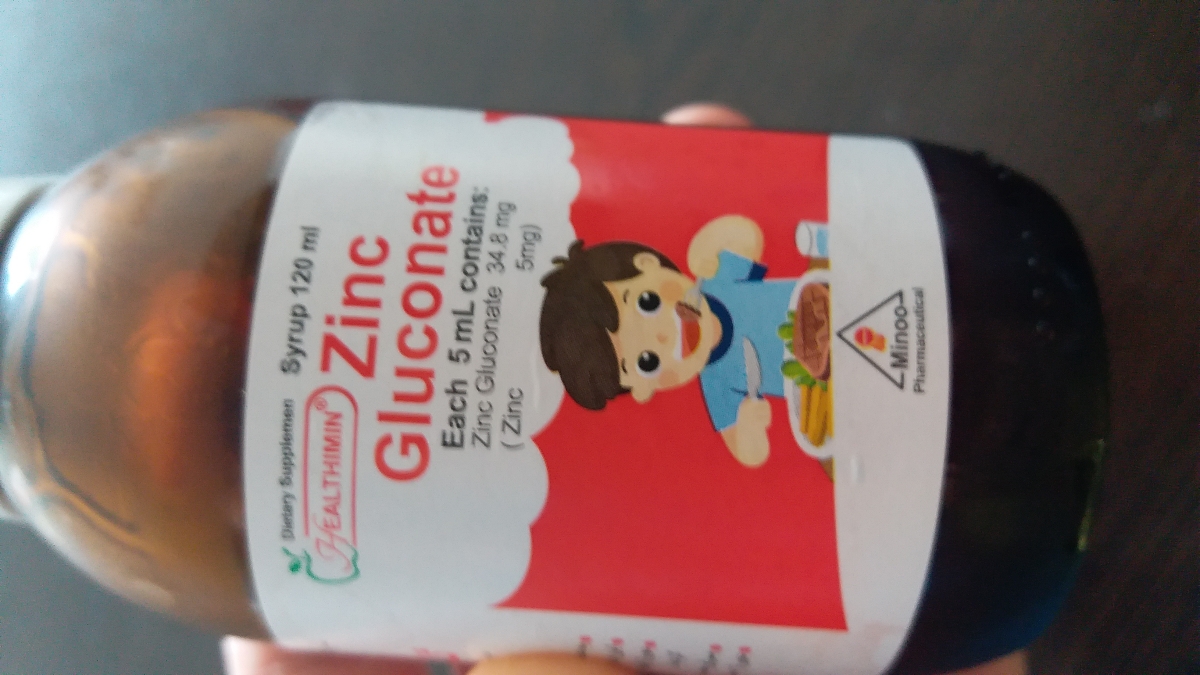 Dietary Supplemen Syrup 120 ml
HEALTHIMIN® Zinc
Gluconate
Each 5 mL contains:
Zinc Gluconate 34.8 mg
( Zinc 5mg)
Minoo
Pharmaceutical